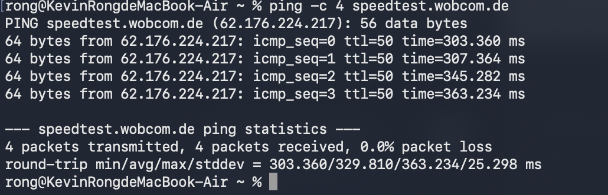 rong@KevinRongdeMacBook-Air ~ % ping -c 4 speedtest.wobcom.de
PING speedtest.wobcom.de (62.176.224.217): 56 data bytes
64 bytes from 62.176.224.217: icmp_seq=0 ttl=50 time=303.360 ms
64 bytes from 62.176.224.217: icmp_seq=1 ttl=50 time=307.364 ms
64 bytes from 62.176.224.217: icmp_seq=2 ttl=50 time=345.282 ms
64 bytes from 62.176.224.217: icmp_seq=3 ttl=50 time=363.234 ms
--- speedtest.wobcom.de ping statistics ---
4 packets transmitted, 4 packets received, 0.0% packet loss
round-trip min/avg/max/stddev = 303.360/329.810/363.234/25.298 ms
rong@KevinRongdeMacBook-Air ~ %